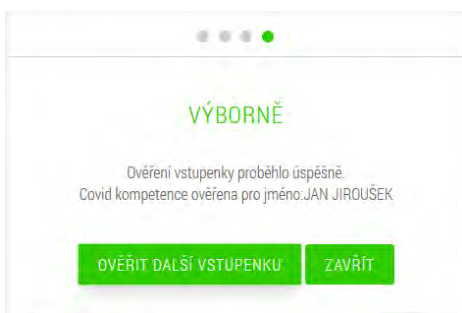 VÝBORNĚ
Ověření vstupenky proběhlo úspěšně.
Covid kompetence ověřena pro jméno:JAN JIROUŠEK
OVĚŘIT DALŠÍ VSTUPENKU
ZAVŘÍT